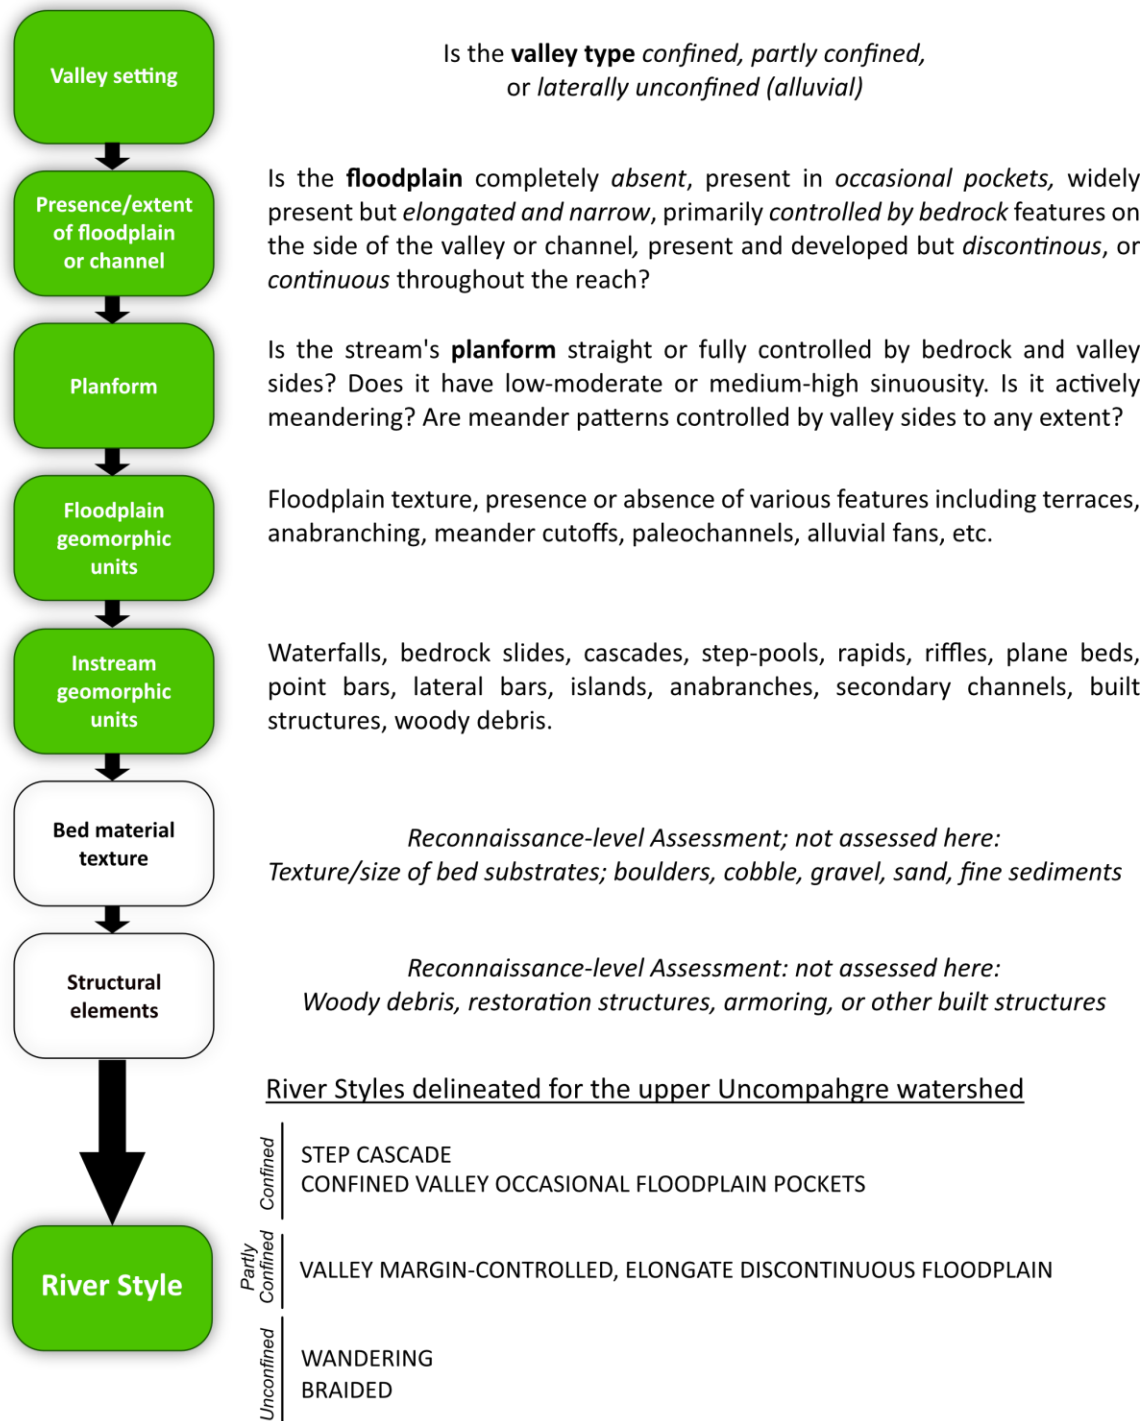 Valley setting
Is the valley type confined, partly confined,
or laterally unconfined (alluvial)
Presence/extent
of floodplain
or channel
Is the floodplain completely absent, present in occasional pockets, widely
present but elongated and narrow, primarily controlled by bedrock features on
the side of the valley or channel, present and developed but discontinous, or
continuous throughout the reach?
Planform
Is the stream's planform straight or fully controlled by bedrock and valley
sides? Does it have low-moderate or medium-high sinuousity. Is it actively
meandering? Are meander patterns controlled by valley sides to any extent?
Floodplain
geomorphic
units
Floodplain texture, presence or absence of various features including terraces,
anabranching, meander cutoffs, paleochannels, alluvial fans, etc.
Instream
geomorphic
units
Waterfalls, bedrock slides, cascades, step-pools, rapids, riffles, plane beds,
point bars, lateral bars, islands, anabranches, secondary channels, built
structures, woody debris.
Bed material
texture
Reconnaissance-level Assessment; not assessed here:
Texture/size of bed substrates; boulders, cobble, gravel, sand, fine sediments
Structural
elements
Reconnaissance-level Assessment: not assessed here:
Woody debris, restoration structures, armoring, or other built structures
River Style
River Styles delineated for the upper Uncompahgre watershed
Confined
STEP CASCADE
CONFINED VALLEY OCCASIONAL FLOODPLAIN POCKETS
Partly
Confined
VALLEY MARGIN-CONTROLLED, ELONGATE DISCONTINUOUS FLOODPLAIN
Unconfined
WANDERING
BRAIDED